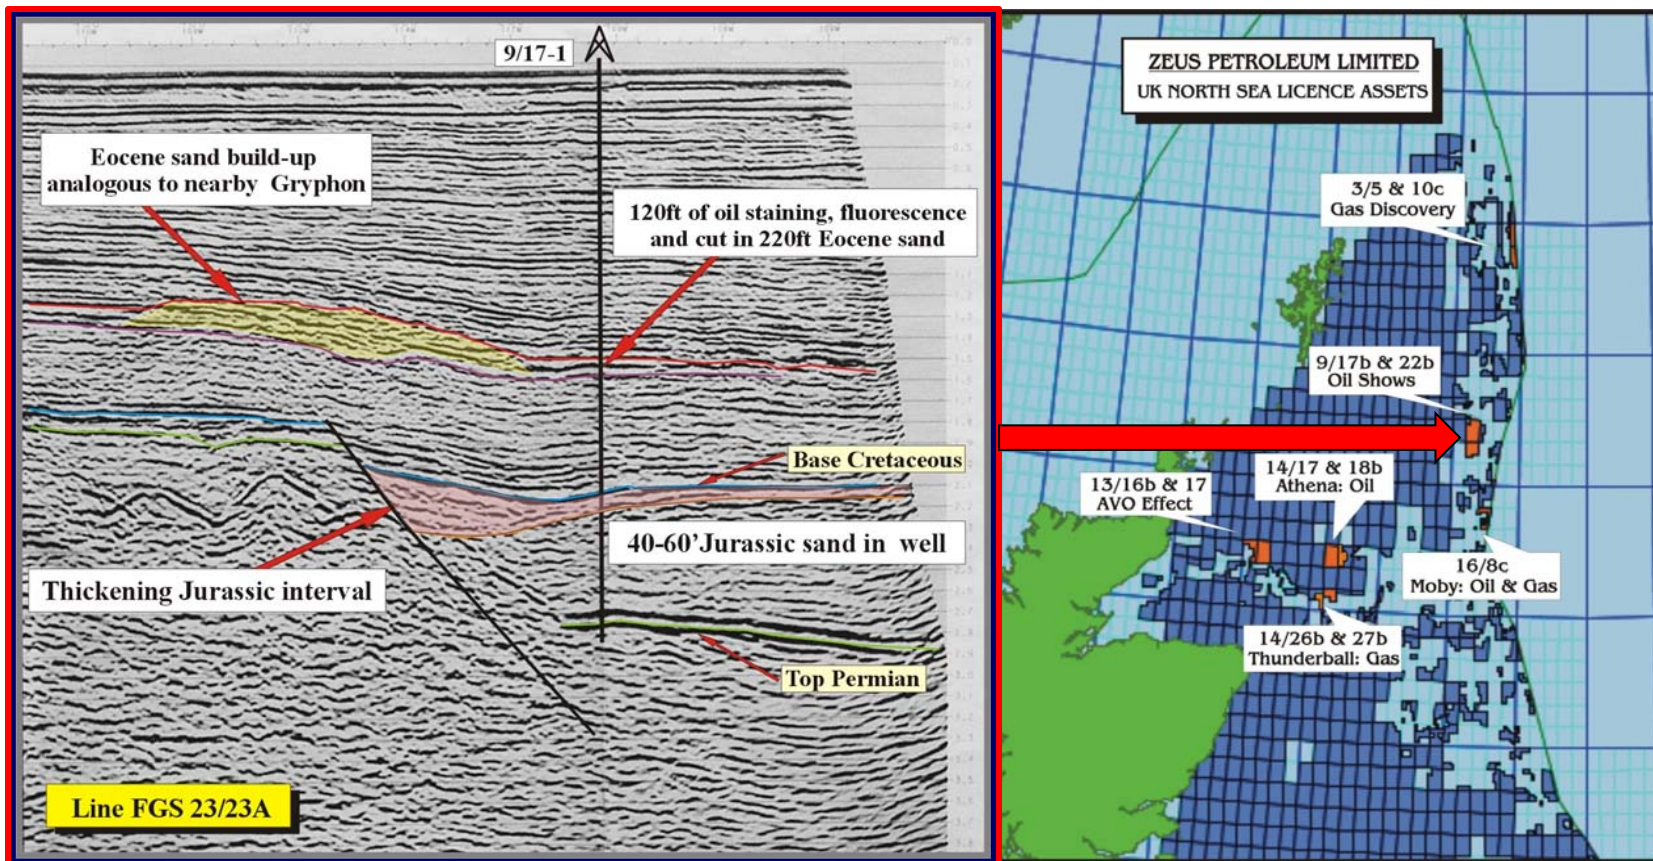 9/17-1
Eocene sand build-up
analogous to nearby Gryphon
120ft of oil staining, fluorescence
and cut in 220ft Eocene sand
Base Cretaceous
40-60'Jurassic sand in well
Thickening Jurassic interval
Top Permian
Line FGS 23/23A
ZEUS PETROLEUM LIMITED
UK NORTH SEA LICENCE ASSETS
3/5 & 10c
Gas Discovery
9/17b & 22b
Oil Shows
14/17 & 18b
Athena: Oil
13/16b & 17
AVO Effect
16/8c
Moby: Oil & Gas
14/26b & 27b
Thunderball: Gas